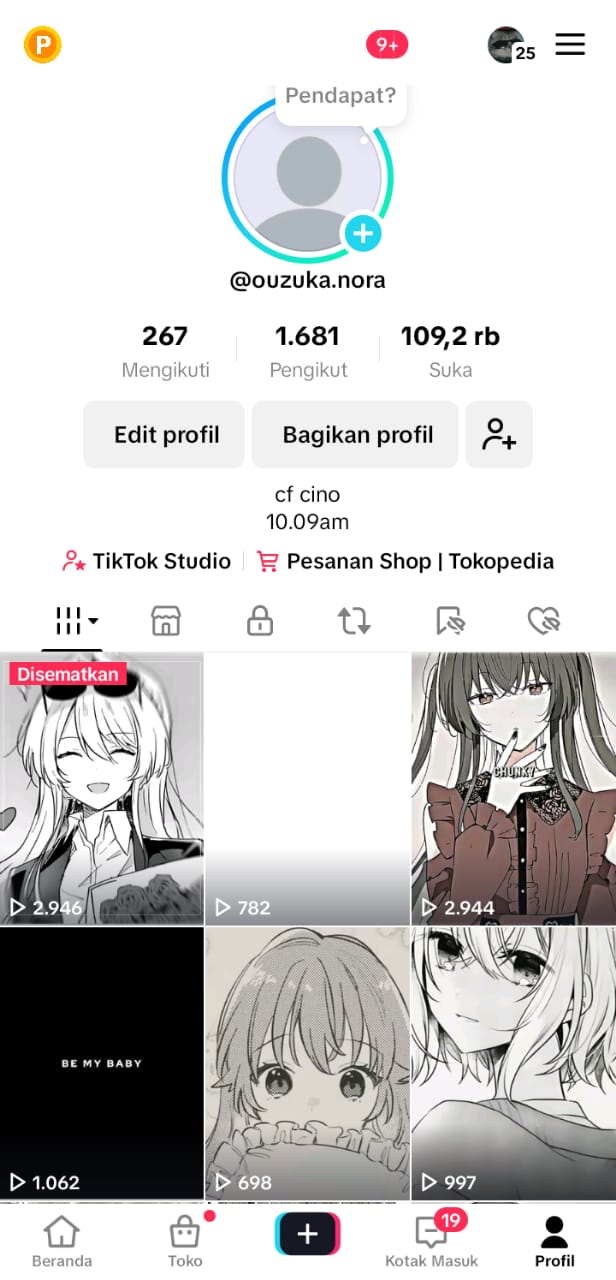 P
9+
25
Pendapat?
@ouzuka.nora
267
1.681
109,2 rb
Mengikuti
Pengikut
Suka
Edit profil
Bagikan profil
cf cino
10.09am
TikTok Studio
Pesanan Shop | Tokopedia
Disematkan
CHUNKY
2.946
782
2.944
BE MY BABY
1.062
698
997
19
Beranda
Toko
Kotak Masuk
Profil